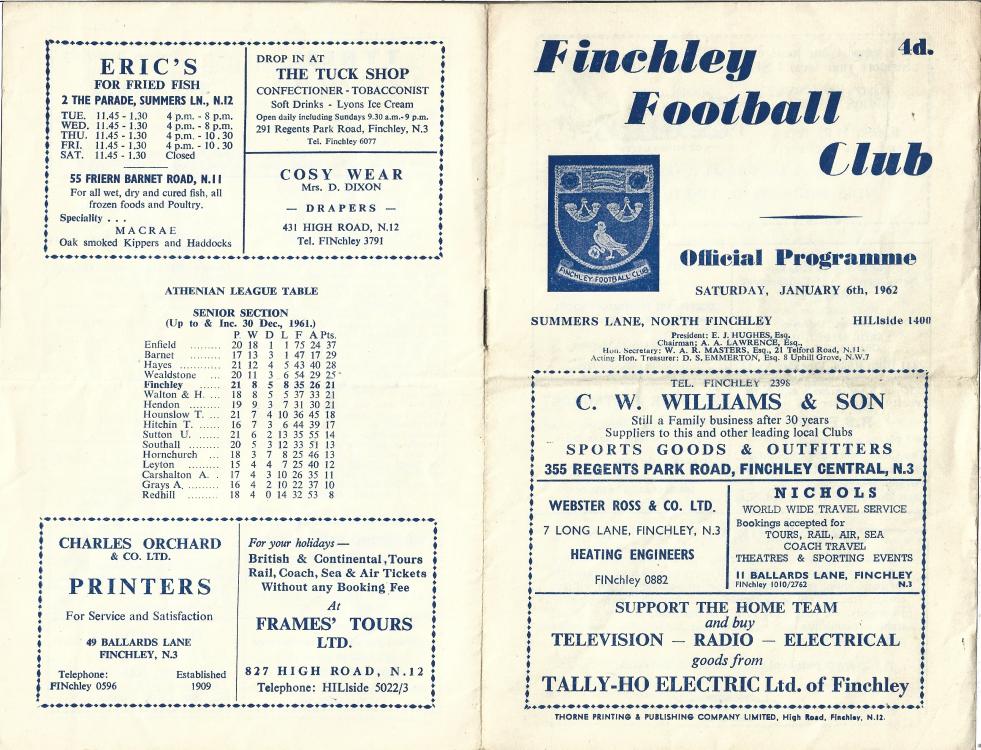 ERIC'S
FOR FRIED FISH
2 THE PARADE, SUMMERS LN., N.12
TUE. 11.45 - 1.30 4 p.m. - 8 p.m.
WED. 11.45 - 1.30 4 p.m. - 8 p.m.
THU. 11.45 - 1.30 4 p.m. - 10.30
FRI. 11.45 - 1.30 4 p.m. - 10.30
SAT. 11.45 - 1.30 Closed
55 FRIERN BARNET ROAD, N.11
For all wet, dry and cured fish, all
frozen foods and Poultry.
Speciality . . .
MACRAE
Oak smoked Kippers and Haddocks
DROP IN AT
THE TUCK SHOP
CONFECTIONER - TOBACCONIST
Soft Drinks - Lyons Ice Cream
Open daily including Sundays 9.30 a.m.-9 p.m.
291 Regents Park Road, Finchley, N.3
Tel. Finchley 6077
COSY WEAR
Mrs. D. DIXON
— DRAPERS —
431 HIGH ROAD, N.12
Tel. FINchley 3791
ATHENIAN LEAGUE TABLE
SENIOR SECTION
(Up to & Inc. 30 Dec., 1961.)
P. W D L F A Pts.
Enfield ......... 20 18 1 1 75 24 37
Barnet ......... 17 13 3 1 47 17 29
Hayes ......... 21 12 4 5 43 40 28
Wealdstone ... 20 11 3 6 54 29 25
Finchley ...... 21 8 5 8 35 26 21
Walton & H. ... 18 8 5 5 37 33 21
Hendon ......... 19 9 3 7 31 30 21
Hounslow T. ... 21 7 4 10 36 45 18
Hitchin T. ...... 16 7 3 6 44 39 17
Sutton U. ...... 21 6 2 13 35 55 14
Southall ......... 20 5 3 12 33 51 13
Hornchurch ... 18 3 7 8 25 46 13
Leyton ......... 15 4 4 7 25 40 12
Carshalton A. . 17 4 3 10 26 35 11
Grays A. ......... 16 4 2 10 22 37 10
Redhill ......... 18 4 0 14 32 53 8
CHARLES ORCHARD
& CO. LTD.
PRINTERS
For Service and Satisfaction
49 BALLARDS LANE
FINCHLEY, N.3
Telephone: Established
FINchley 0596 1909
For your holidays —
British & Continental Tours
Rail, Coach, Sea & Air Tickets
Without any Booking Fee
At
FRAMES' TOURS
LTD.
827 HIGH ROAD, N.12
Telephone: HILlside 5022/3
Finchley 4d.
Football
Club
FINCHLEY FOOTBALL CLUB
Official Programme
SATURDAY, JANUARY 6th, 1962
SUMMERS LANE, NORTH FINCHLEY HILlside 1400
President: E. J. HUGHES, Esq.
Chairman; A. A. LAWRENCE, Esq.,
Hon. Secretary: W. A. R. MASTERS, Esq., 21 Telford Road, N.11
Acting Hon. Treasurer: D. S. EMMERTON, Esq. 8 Uphill Grove, N.W.7
TEL. FINCHLEY 2398
C. W. WILLIAMS & SON
Still a Family business after 30 years
Suppliers to this and other leading local Clubs
SPORTS GOODS & OUTFITTERS
355 REGENTS PARK ROAD, FINCHLEY CENTRAL, N.3
WEBSTER ROSS & CO. LTD.
7 LONG LANE, FINCHLEY, N.3
HEATING ENGINEERS
FINchley 0882
NICHOLS
WORLD WIDE TRAVEL SERVICE
Bookings accepted for
TOURS, RAIL, AIR, SEA
COACH TRAVEL
THEATRES & SPORTING EVENTS
11 BALLARDS LANE, FINCHLEY
FINchley 1010/2762 N.3
SUPPORT THE HOME TEAM
and buy
TELEVISION — RADIO — ELECTRICAL
goods from
TALLY-HO ELECTRIC Ltd. of Finchley
THORNE PRINTING & PUBLISHING COMPANY LIMITED, High Road, Finchley, N.12.